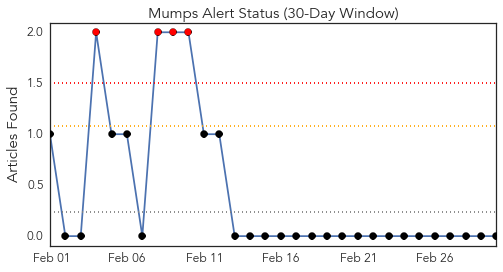 Mumps Alert Status (30-Day Window)
Articles Found
2.0
1.5
1.0
0.5
0.0
Feb 01 Feb 06 Feb 11 Feb 16 Feb 21 Feb 26